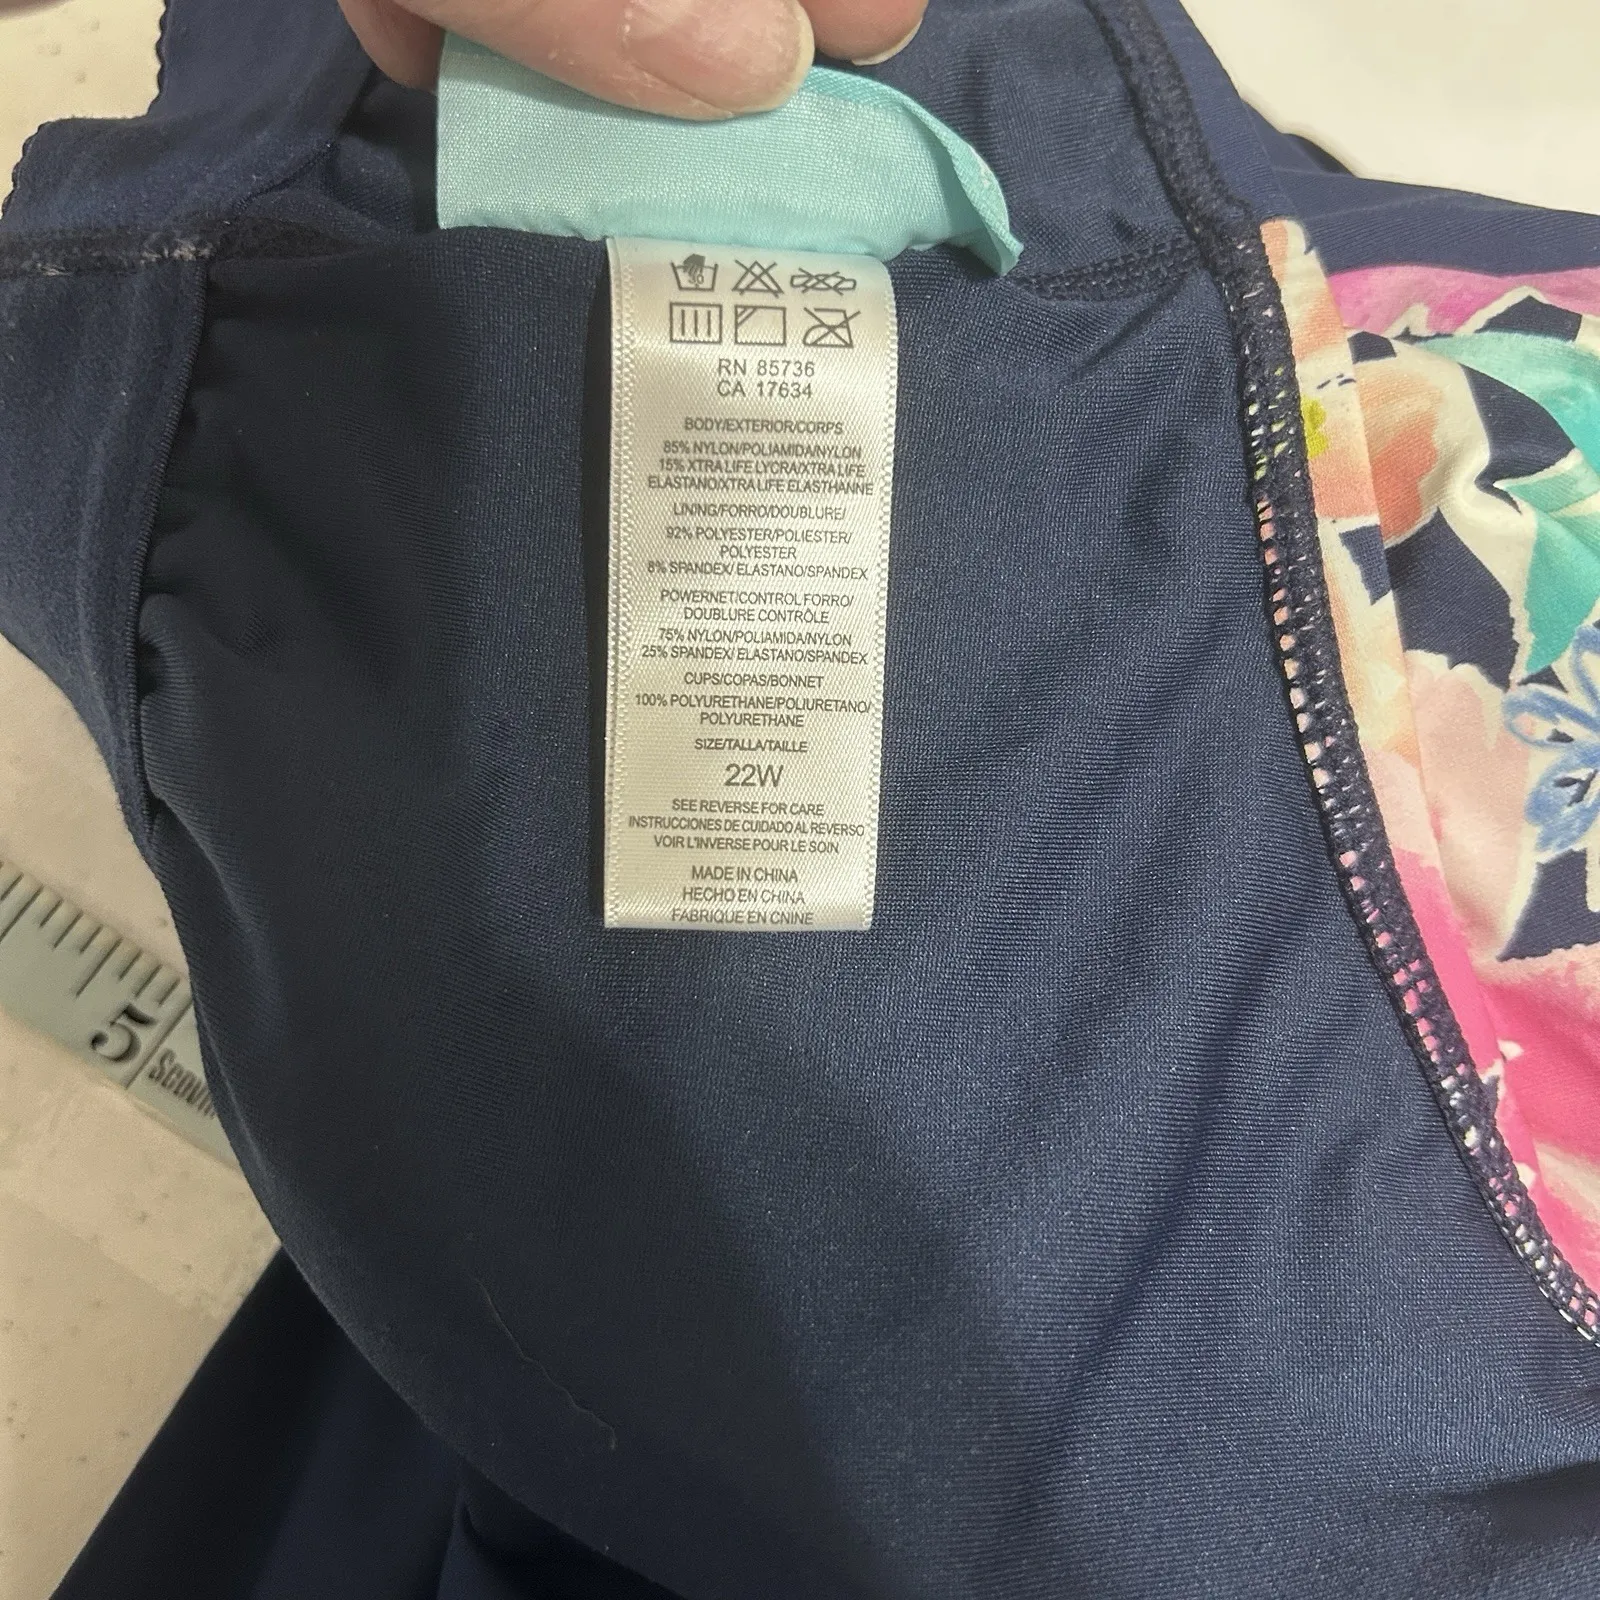 30
RN 85736
CA 17634
BODY/EXTERIOR/CORPS
85% NYLON/POLIAMIDA/NYLON
15% XTRA LIFE LYCRA/XTRA LIFE
ELASTANO/XTRA LIFE ELASTHANNE
LINING/FORRO/DOUBLURE/
92% POLYESTER/POLIESTER/
POLYESTER
8% SPANDEX/ ELASTANO/SPANDEX
POWERNET/CONTROL FORRO/
DOUBLURE CONTRÔLE
75% NYLON/POLIAMIDA/NYLON
25% SPANDEX/ ELASTANO/SPANDEX
CUPS/COPAS/BONNET
100% POLYURETHANE/POLIURETANO/
POLYURETHANE
SIZE/TALLA/TAILLE
22W
SEE REVERSE FOR CARE
INSTRUCCIONES DE CUIDADO AL REVERSO
VOIR L'INVERSE POUR LE SOIN
MADE IN CHINA
HECHO EN CHINA
FABRIQUE EN CNINE
5